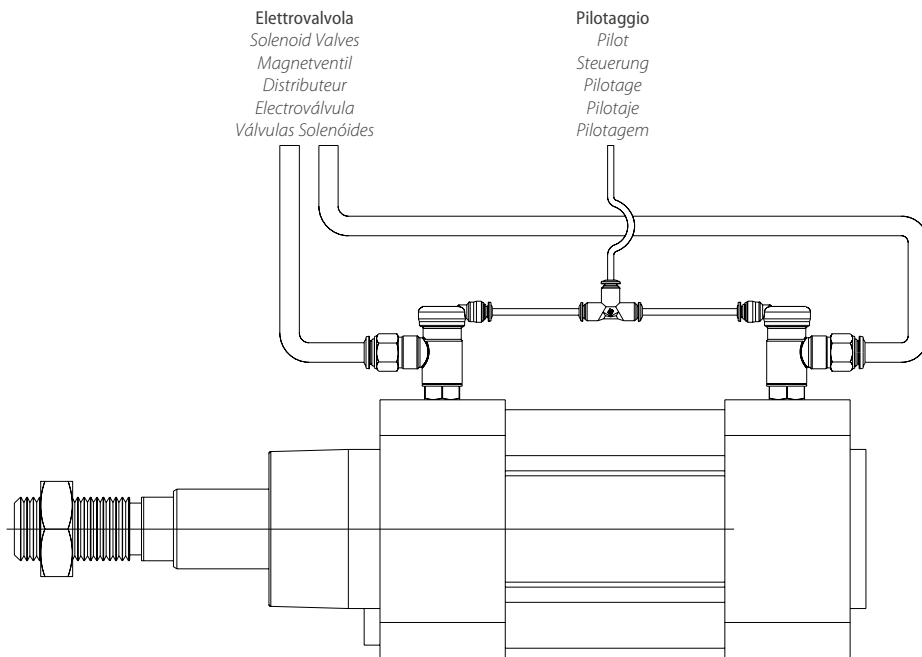 Elettrovalvola
Solenoid Valves
Magnetventil
Distributeur
Electroválvula
Válvulas Solenóides
Pilotaggio
Pilot
Steuerung
Pilotage
Pilotaje
Pilotagem